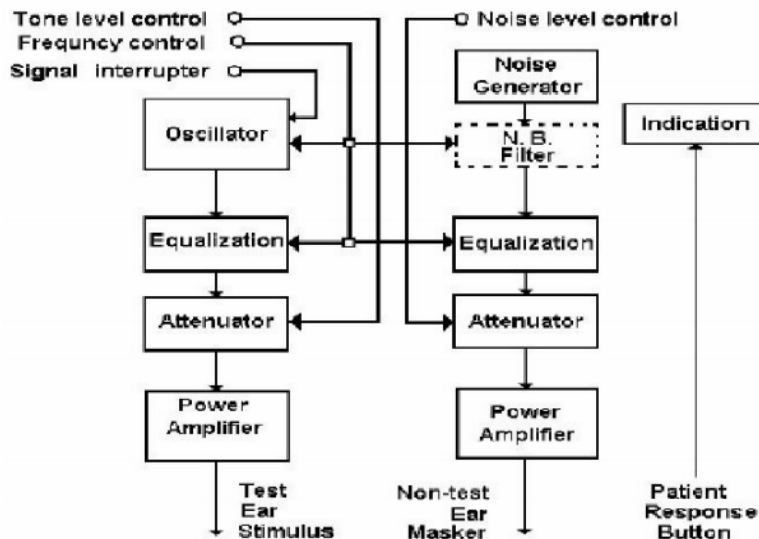 Tone level control
Frequncy control
Signal interrupter
Noise level control
Noise
Generator
Oscillator
N. B.
Filter
Indication
Equalization
Equalization
Attenuator
Attenuator
Power
Amplifier
Power
Amplifier
Test
Ear
Stimulus
Non-test
Ear
Masker
Patient
Response
Button